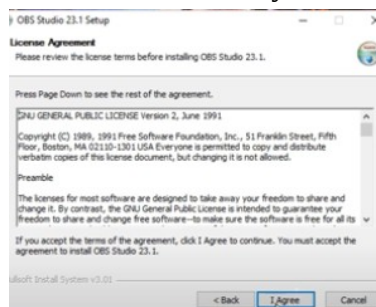 OBS Studio 23.1 Setup
License Agreement
Please review the license terms before installing OBS Studio 23.1.
Press Page Down to see the rest of the agreement.
GNU GENERAL PUBLIC LICENSE Version 2, June 1991
Copyright (C) 1989, 1991 Free Software Foundation, Inc., 51 Franklin Street, Fifth
Floor, Boston, MA 02110-1301 USA Everyone is permitted to copy and distribute
verbatim copies of this license document, but changing it is not allowed.
Preamble
The licenses for most software are designed to take away your freedom to share and
change it. By contrast, the GNU General Public License is intended to guarantee your
freedom to share and change free software--to make sure the software is free for all its
If you accept the terms of the agreement, click I Agree to continue. You must accept the
agreement to install OBS Studio 23.1.
ullsoft Install System v3.01
< Back I Agree Cancel